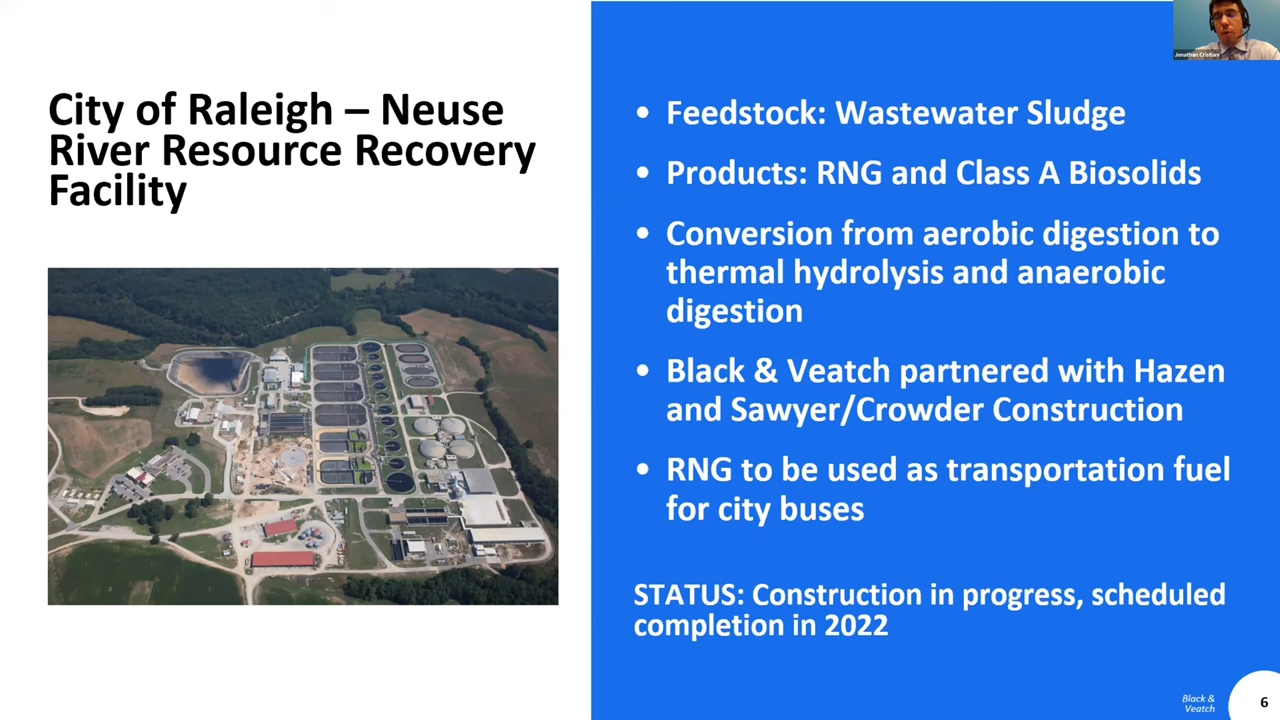 City of Raleigh – Neuse
River Resource Recovery
Facility
• Feedstock: Wastewater Sludge
• Products: RNG and Class A Biosolids
• Conversion from aerobic digestion to
thermal hydrolysis and anaerobic
digestion
• Black & Veatch partnered with Hazen
and Sawyer/Crowder Construction
• RNG to be used as transportation fuel
for city buses
STATUS: Construction in progress, scheduled
completion in 2022
Jonathan Cristiani
Black &
Veatch
6